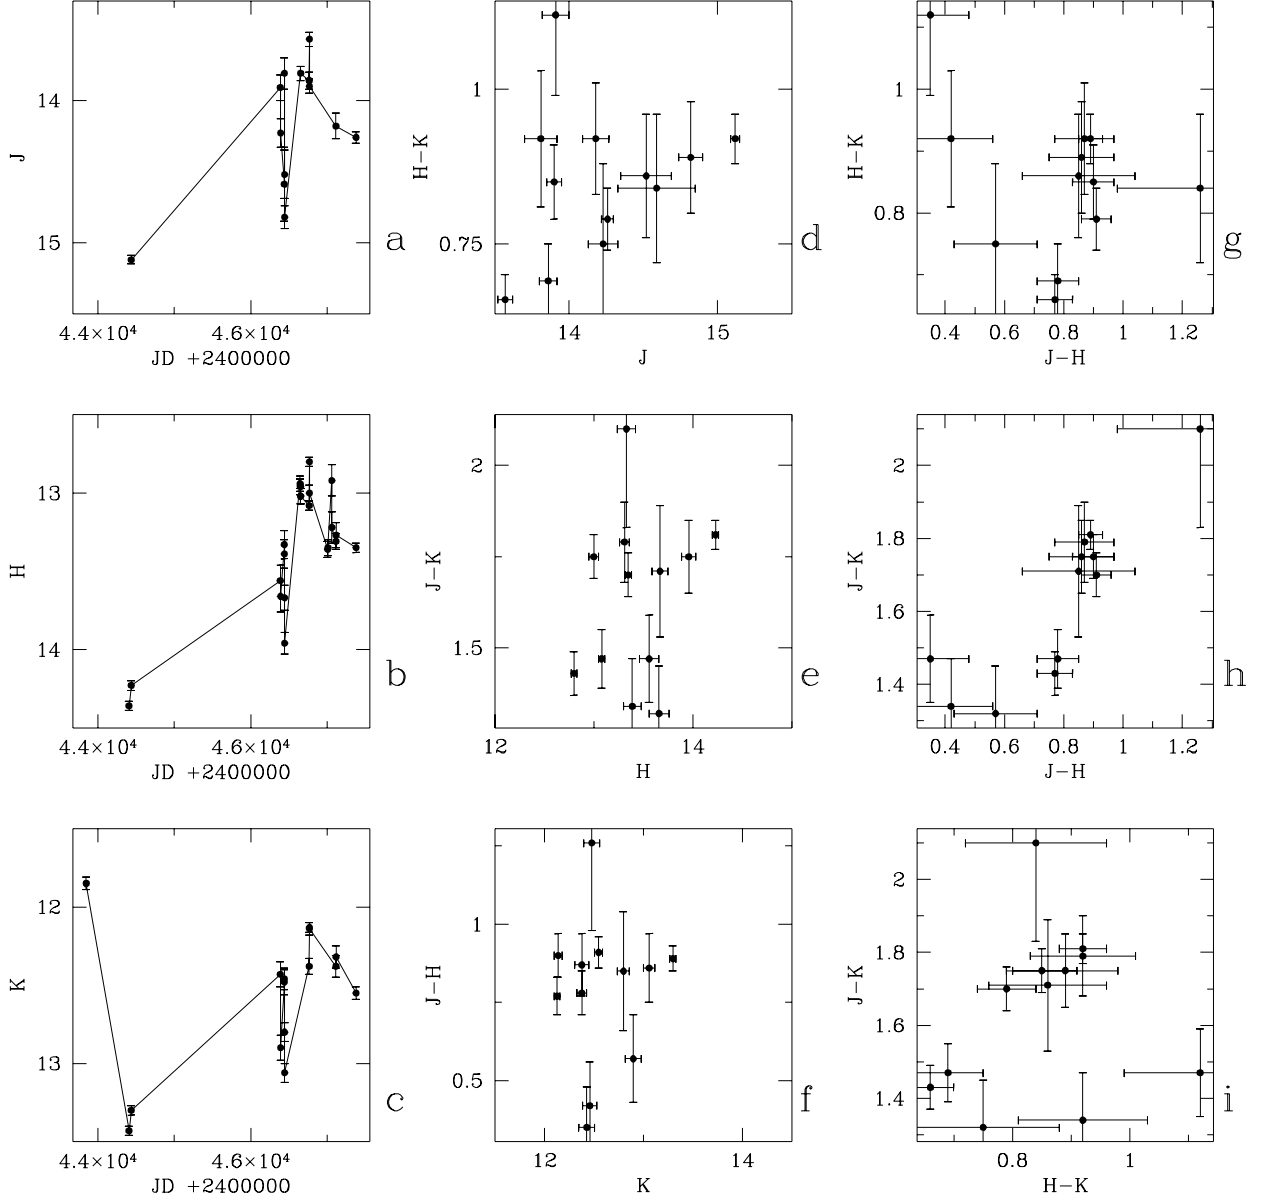 J
14
15
4.4×10⁴ 4.6×10⁴
JD +2400000
a
H−K
1
0.75
14 15
J
d
H−K
1
0.8
0.4 0.6 0.8 1 1.2
J−H
g
H
13
14
4.4×10⁴ 4.6×10⁴
JD +2400000
b
J−K
2
1.5
12 14
H
e
J−K
2
1.8
1.6
1.4
0.4 0.6 0.8 1 1.2
J−H
h
K
12
13
4.4×10⁴ 4.6×10⁴
JD +2400000
c
J−H
1
0.5
12 14
K
f
J−K
2
1.8
1.6
1.4
0.8 1
H−K
i